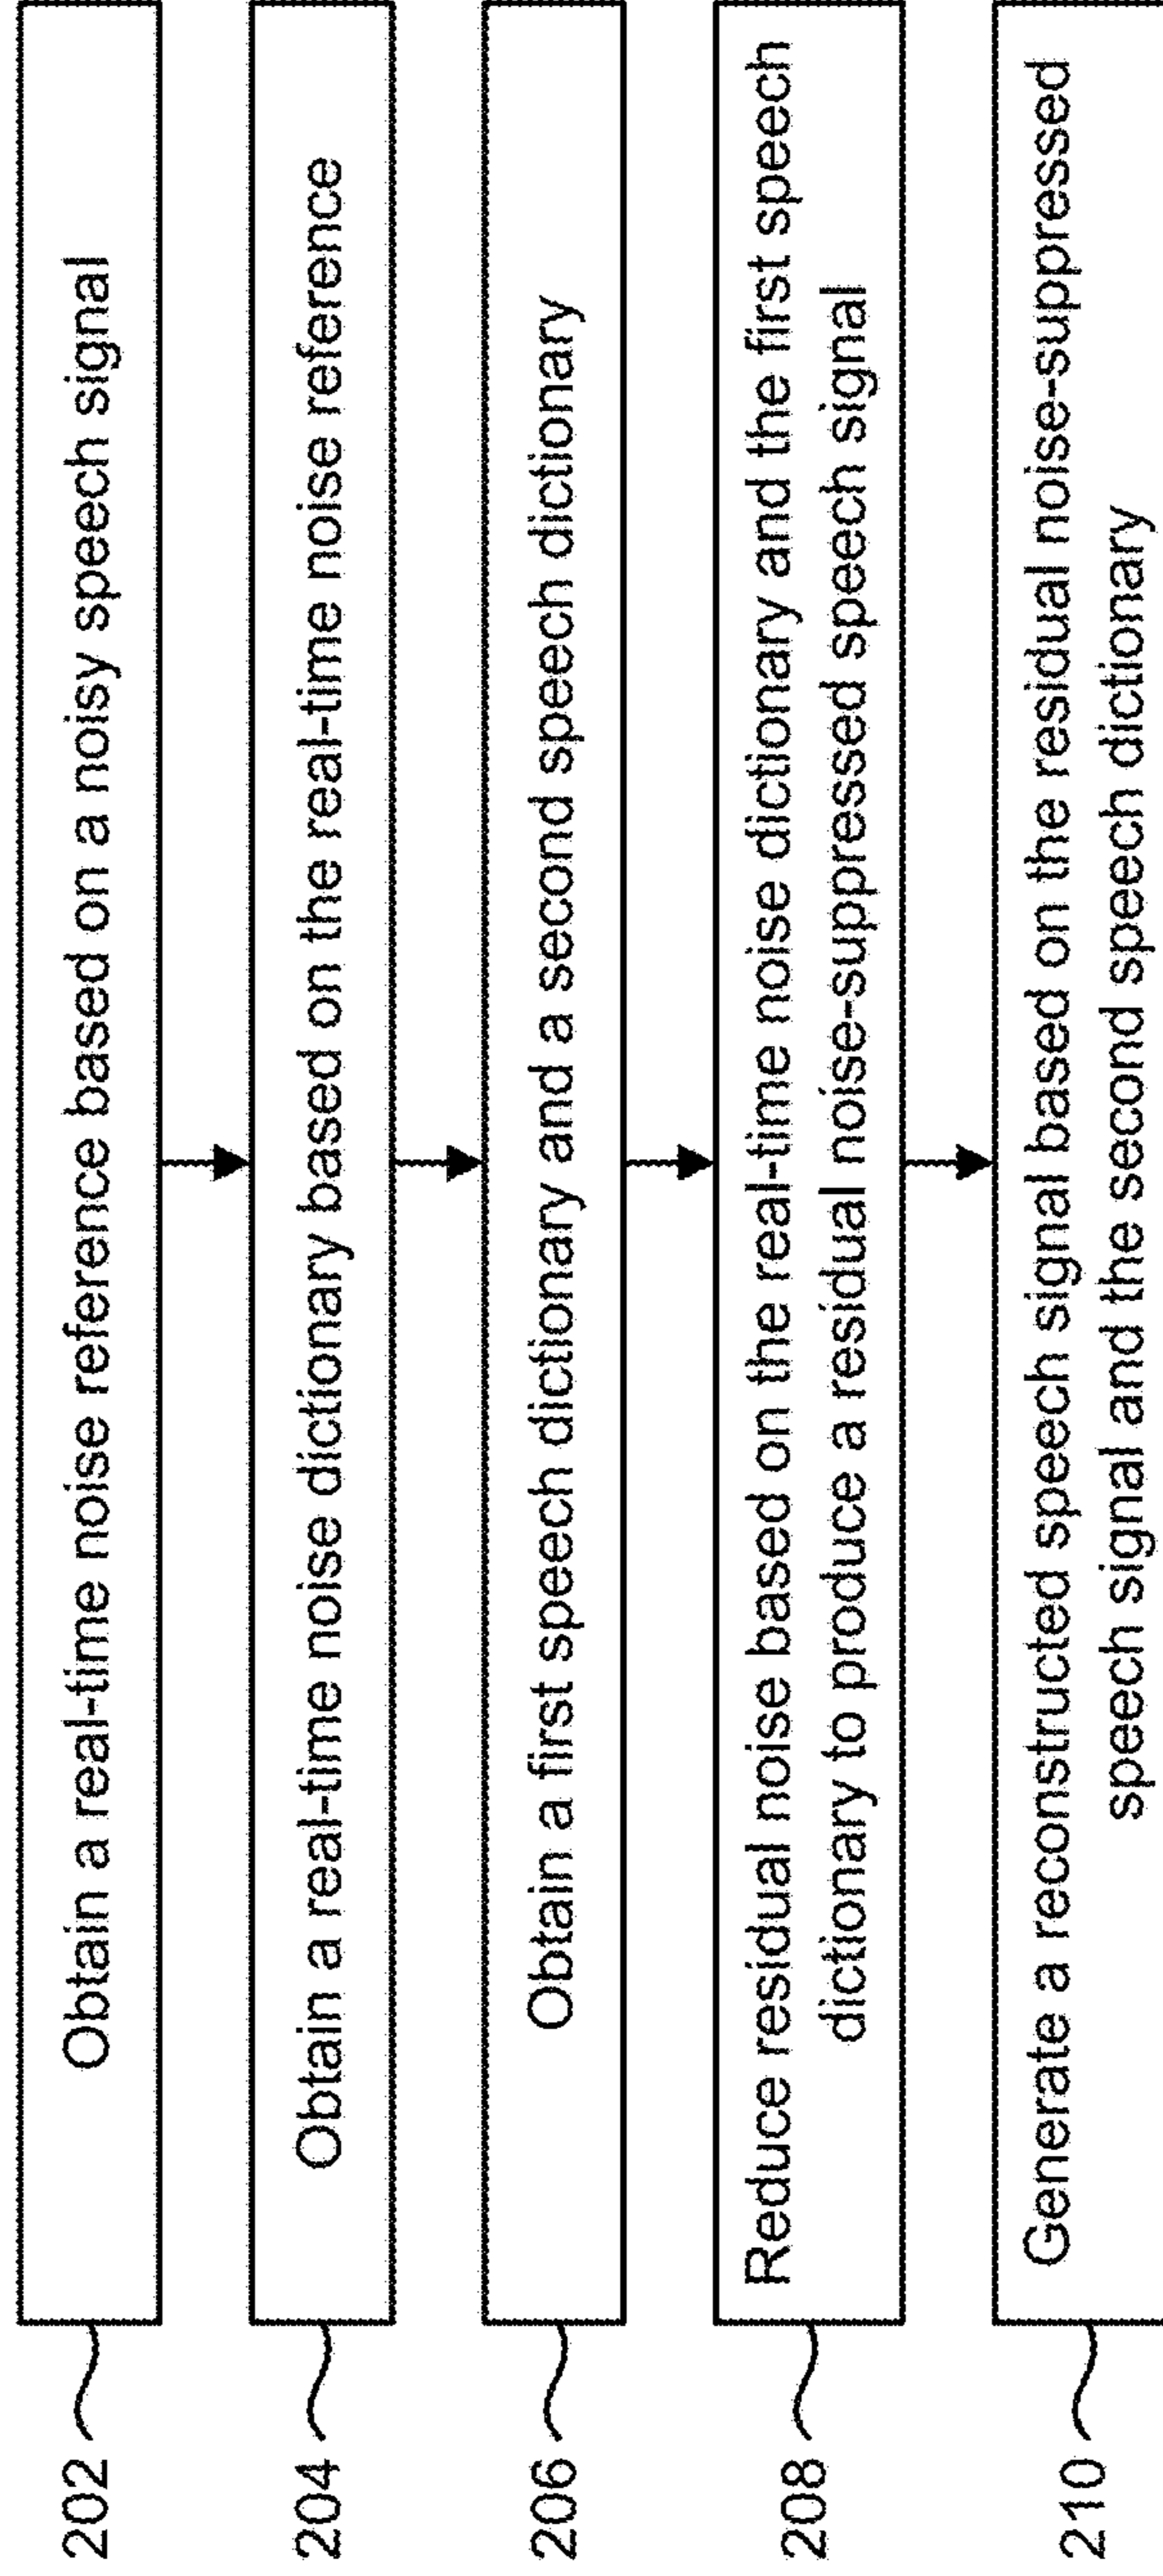 202
Obtain a real-time noise reference based on a noisy speech signal
204
Obtain a real-time noise dictionary based on the real-time noise reference
206
Obtain a first speech dictionary and a second speech dictionary
208
Reduce residual noise based on the real-time noise dictionary and the first speech
dictionary to produce a residual noise-suppressed speech signal
210
Generate a reconstructed speech signal based on the residual noise-suppressed
speech signal and the second speech dictionary